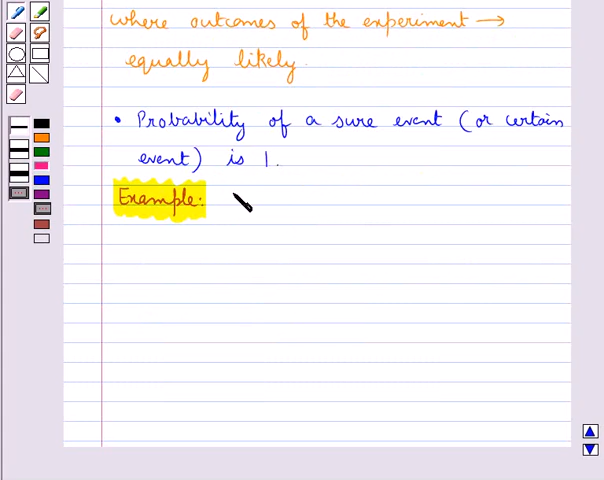 where outcomes of the experiment →
equally likely.
• Probability of a sure event (or certain
event) is 1.
Example: